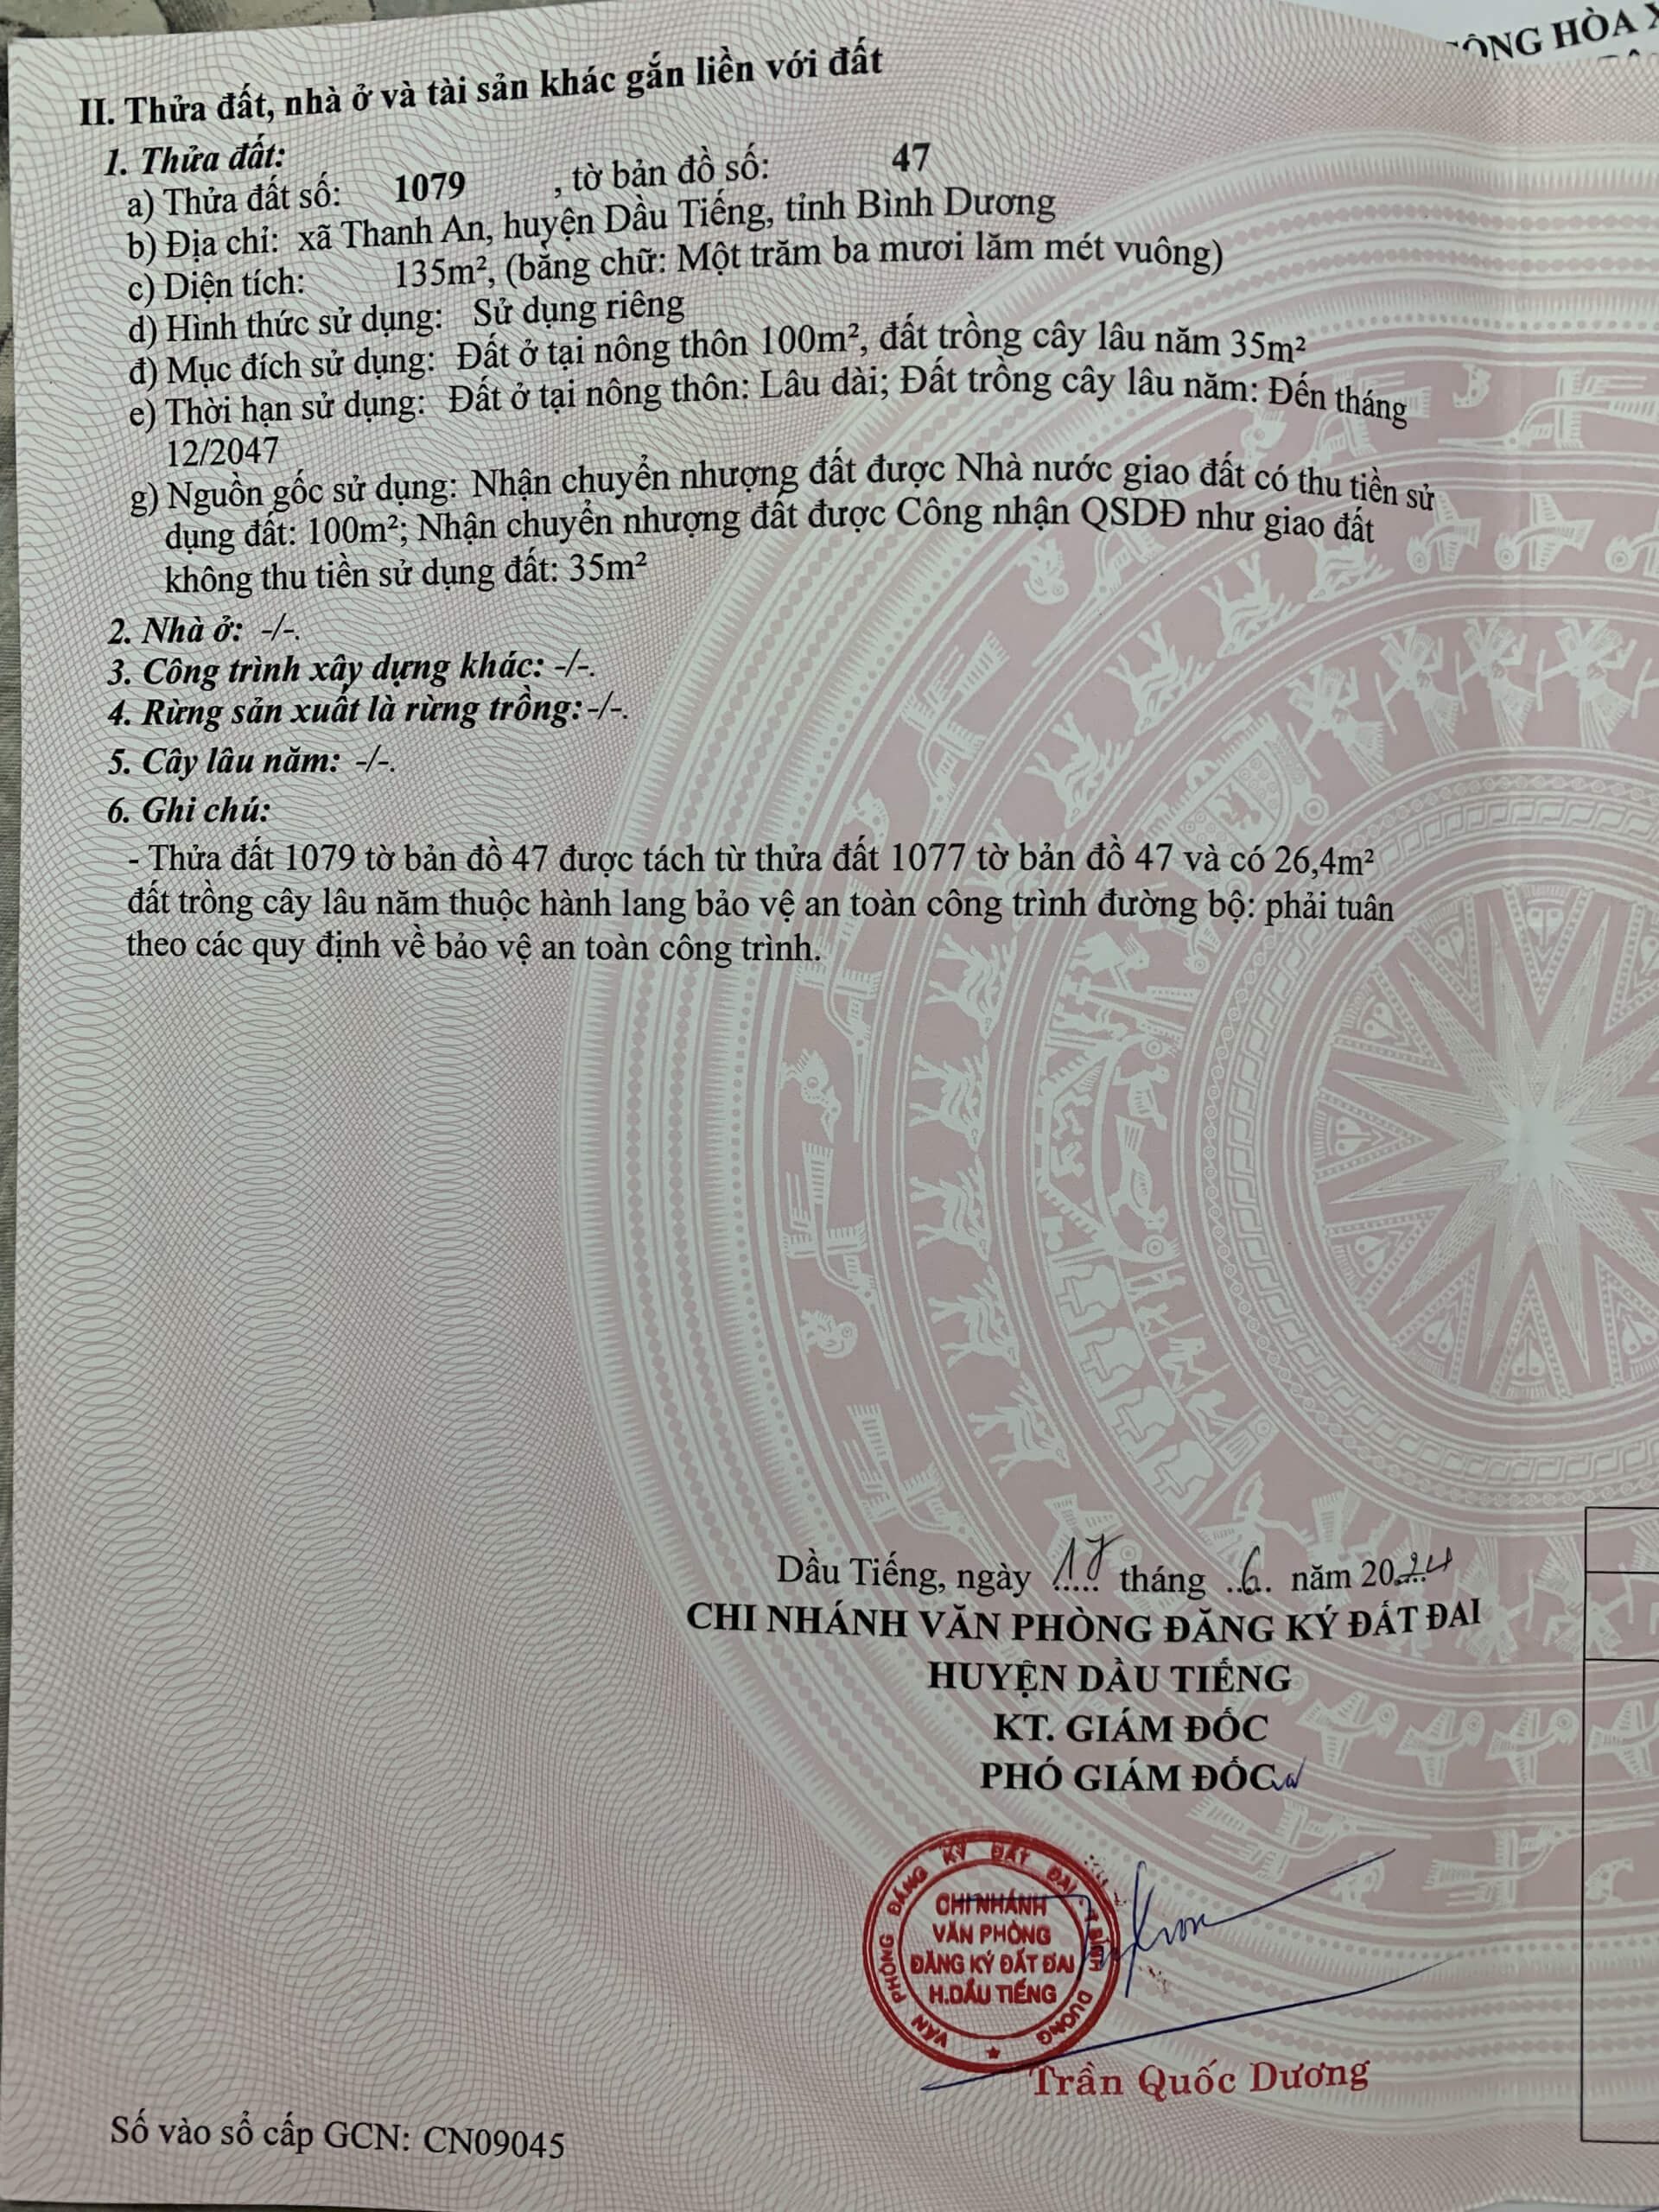 ÔNG HÒA X
II. Thửa đất, nhà ở và tài sản khác gắn liền với đất
1. Thửa đất:
a) Thửa đất số: 1079 , tờ bản đồ số: 47
b) Địa chỉ: xã Thanh An, huyện Dầu Tiếng, tỉnh Bình Dương
c) Diện tích: 135m², (bằng chữ: Một trăm ba mươi lăm mét vuông)
d) Hình thức sử dụng: Sử dụng riêng
đ) Mục đích sử dụng: Đất ở tại nông thôn 100m², đất trồng cây lâu năm 35m²
e) Thời hạn sử dụng: Đất ở tại nông thôn: Lâu dài; Đất trồng cây lâu năm: Đến tháng
12/2047
g) Nguồn gốc sử dụng: Nhận chuyển nhượng đất được Nhà nước giao đất có thu tiền sử
dụng đất: 100m²; Nhận chuyển nhượng đất được Công nhận QSDĐ như giao đất
không thu tiền sử dụng đất: 35m²
2. Nhà ở: -/-.
3. Công trình xây dựng khác: -/-.
4. Rừng sản xuất là rừng trồng: -/-.
5. Cây lâu năm: -/-.
6. Ghi chú:
- Thửa đất 1079 tờ bản đồ 47 được tách từ thửa đất 1077 tờ bản đồ 47 và có 26,4m²
đất trồng cây lâu năm thuộc hành lang bảo vệ an toàn công trình đường bộ: phải tuân
theo các quy định về bảo vệ an toàn công trình.
Dầu Tiếng, ngày 17 tháng 6 năm 2024
CHI NHÁNH VĂN PHÒNG ĐĂNG KÝ ĐẤT ĐAI
HUYỆN DẦU TIẾNG
KT. GIÁM ĐỐC
PHÓ GIÁM ĐỐC
VĂN PHÒNG ĐĂNG KÝ ĐẤT ĐAI T.BÌNH DƯƠNG
CHI NHÁNH
VĂN PHÒNG
ĐĂNG KÝ ĐẤT ĐAI
H.DẦU TIẾNG
Trần Quốc Dương
Số vào sổ cấp GCN: CN09045